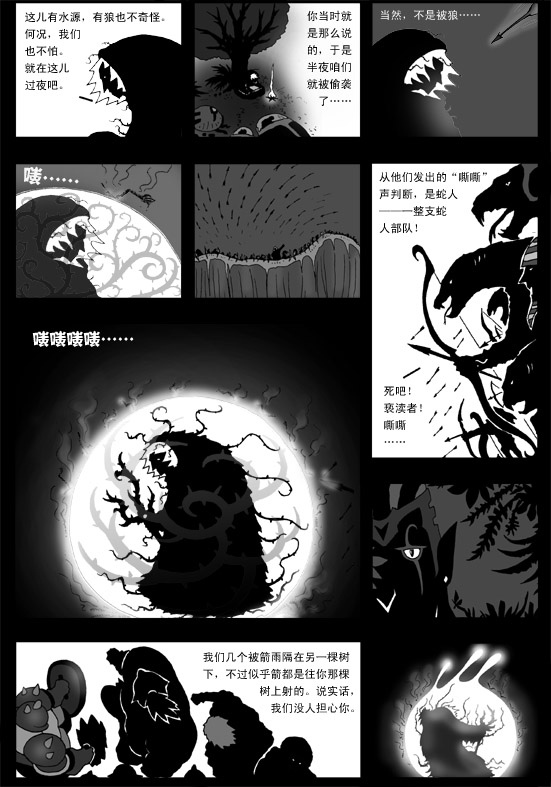 这儿有水源，有狼也不奇怪。
何况，我们
也不怕。
就在这儿
过夜吧。
你当时就
是那么说
的，于是
半夜咱们
就被偷袭
了……
当然，不是被狼……
啖……
从他们发出的“嘶嘶”
声判断，是蛇人
———整支蛇
人部队！
死吧！
亵渎者！
嘶嘶
……
啖啖啖啖……
我们几个被箭雨隔在另一棵树
下，不过似乎箭都是往你那棵
树上射的。说实话，
我们没人担心你。